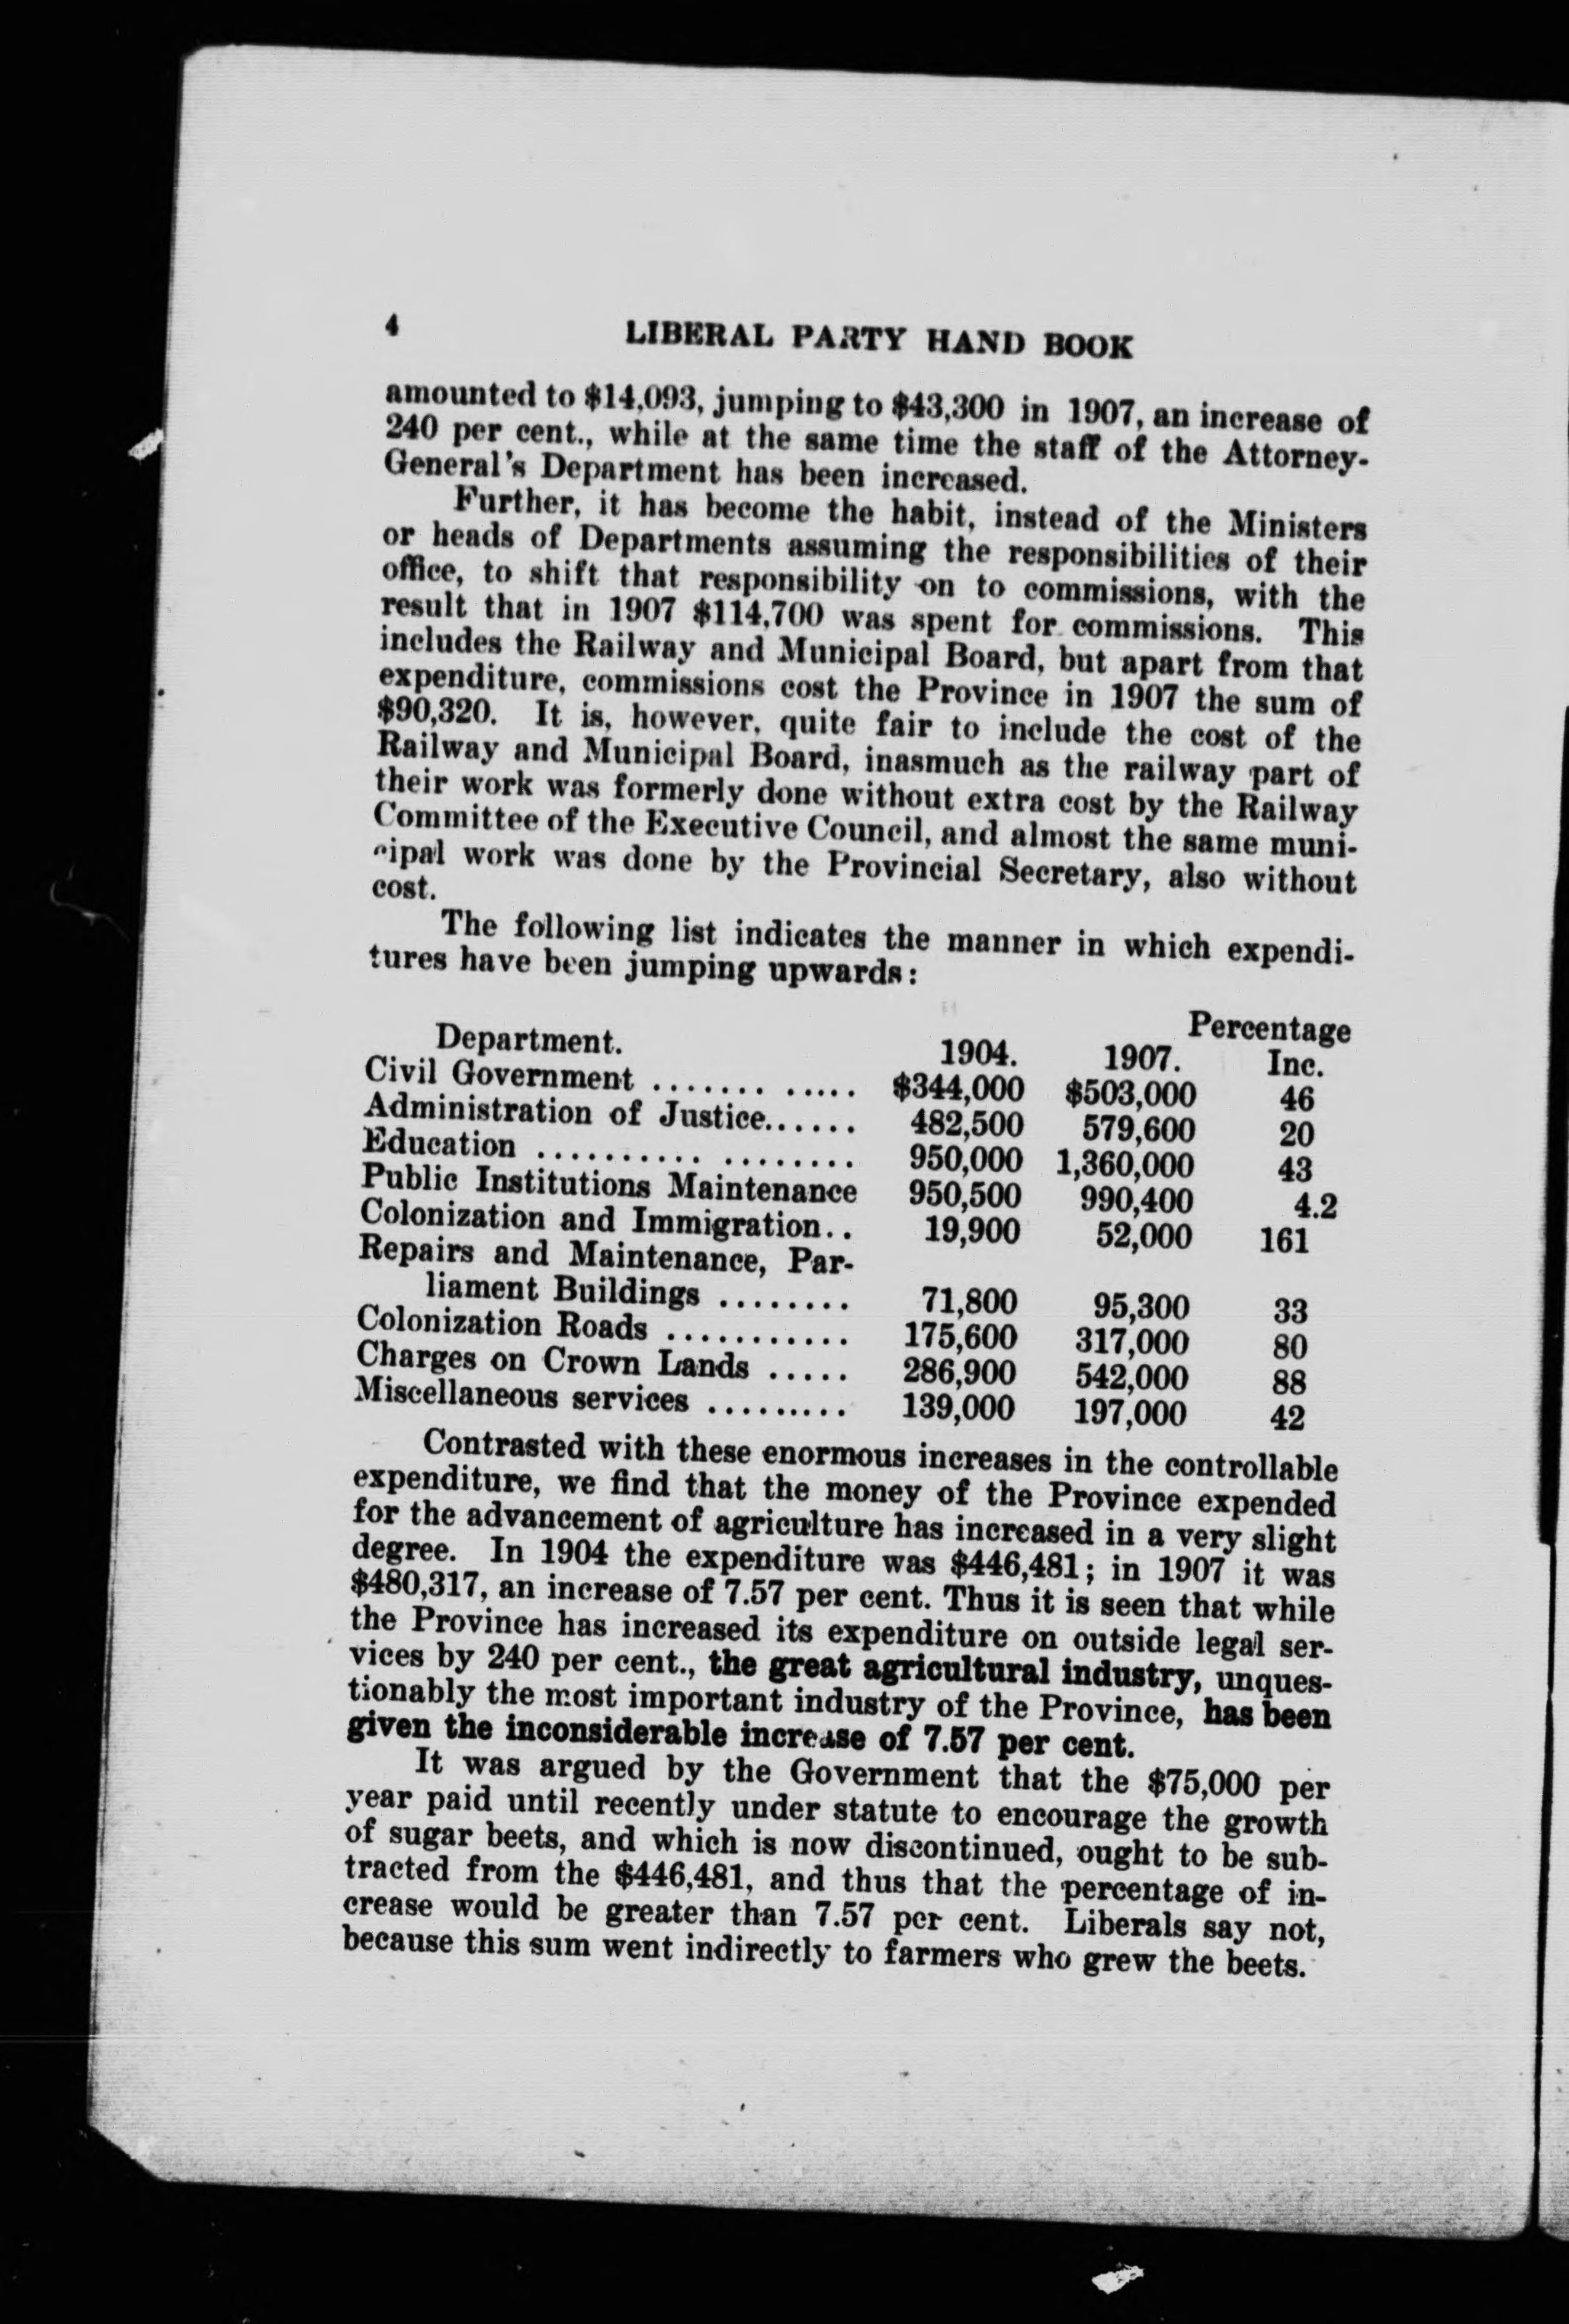 4 LIBERAL PARTY HAND BOOK
amounted to $14,093, jumping to $43,300 in 1907, an increase of
240 per cent., while at the same time the staff of the Attorney-
General's Department has been increased.
Further, it has become the habit, instead of the Ministers
or heads of Departments assuming the responsibilities of their
office, to shift that responsibility on to commissions, with the
result that in 1907 $114,700 was spent for commissions. This
includes the Railway and Municipal Board, but apart from that
expenditure, commissions cost the Province in 1907 the sum of
$90,320. It is, however, quite fair to include the cost of the
Railway and Municipal Board, inasmuch as the railway part of
their work was formerly done without extra cost by the Railway
Committee of the Executive Council, and almost the same muni-
cipal work was done by the Provincial Secretary, also without
cost.
The following list indicates the manner in which expendi-
tures have been jumping upwards:
Percentage
Department. 1904. 1907. Inc.
Civil Government ............ $344,000 $503,000 46
Administration of Justice...... 482,500 579,600 20
Education ................... 950,000 1,360,000 43
Public Institutions Maintenance 950,500 990,400 4.2
Colonization and Immigration.. 19,900 52,000 161
Repairs and Maintenance, Par-
liament Buildings ........ 71,800 95,300 33
Colonization Roads ........... 175,600 317,000 80
Charges on Crown Lands ..... 286,900 542,000 88
Miscellaneous services ......... 139,000 197,000 42
Contrasted with these enormous increases in the controllable
expenditure, we find that the money of the Province expended
for the advancement of agriculture has increased in a very slight
degree. In 1904 the expenditure was $446,481; in 1907 it was
$480,317, an increase of 7.57 per cent. Thus it is seen that while
the Province has increased its expenditure on outside legal ser-
vices by 240 per cent., the great agricultural industry, unques-
tionably the most important industry of the Province, has been
given the inconsiderable increase of 7.57 per cent.
It was argued by the Government that the $75,000 per
year paid until recently under statute to encourage the growth
of sugar beets, and which is now discontinued, ought to be sub-
tracted from the $446,481, and thus that the percentage of in-
crease would be greater than 7.57 per cent. Liberals say not,
because this sum went indirectly to farmers who grew the beets.